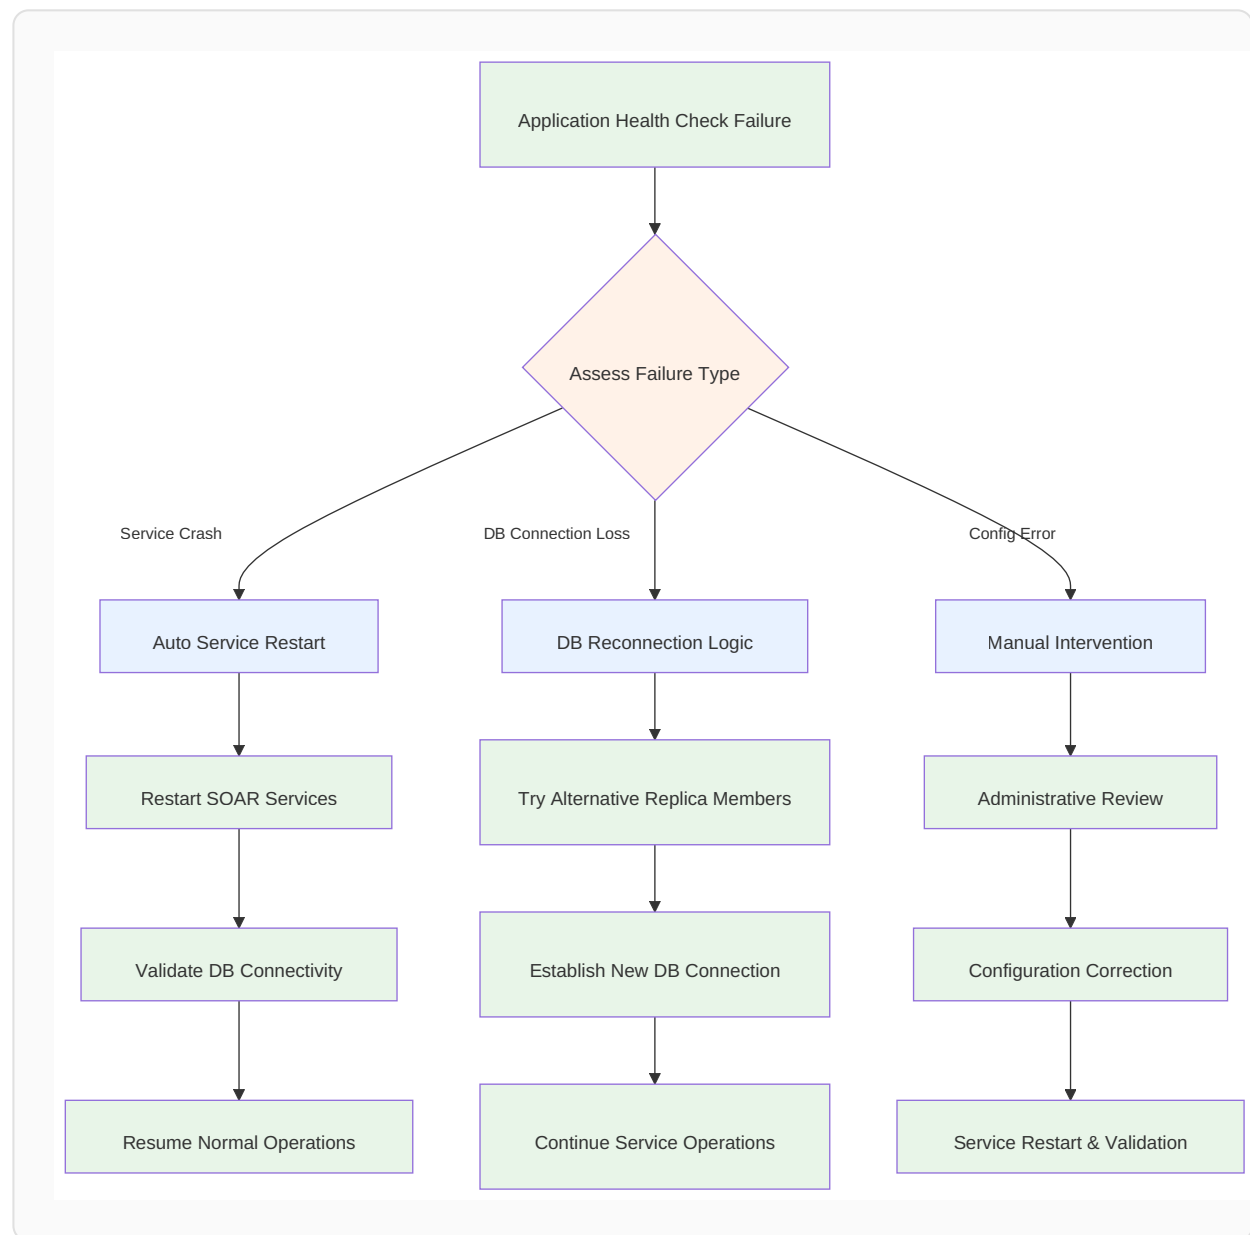 Application Health Check Failure
Assess Failure Type
Service Crash
DB Connection Loss
Config Error
Auto Service Restart
DB Reconnection Logic
Manual Intervention
Restart SOAR Services
Try Alternative Replica Members
Administrative Review
Validate DB Connectivity
Establish New DB Connection
Configuration Correction
Resume Normal Operations
Continue Service Operations
Service Restart & Validation